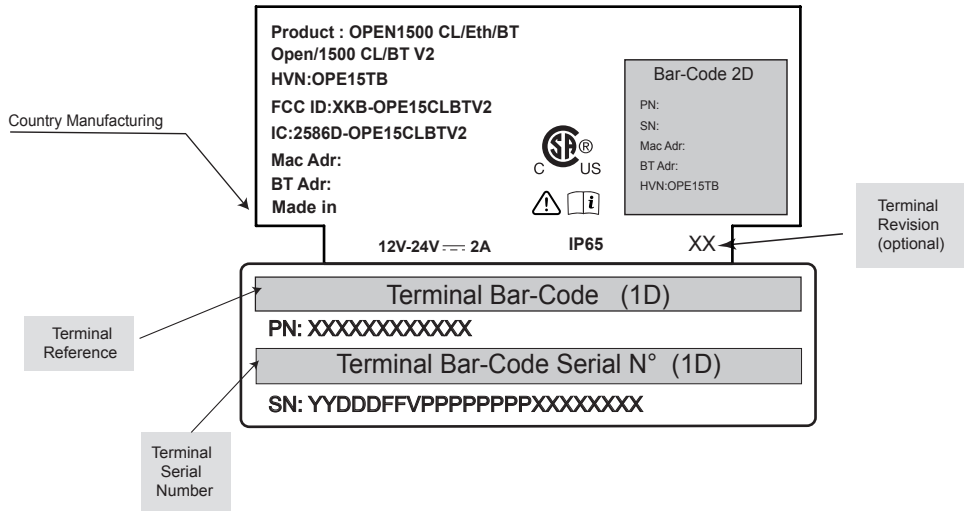 Product : OPEN1500 CL/Eth/BT
Open/1500 CL/BT V2
HVN:OPE15TB
FCC ID:XKB-OPE15CLBTV2
IC:2586D-OPE15CLBTV2
Mac Adr:
BT Adr:
Made in
C SA ® US
i
Bar-Code 2D
PN:
SN:
Mac Adr:
BT Adr:
HVN:OPE15TB
Country Manufacturing
12V-24V 2A
IP65
XX
Terminal
Revision
(optional)
Terminal Bar-Code (1D)
PN: XXXXXXXXXXXX
Terminal
Reference
Terminal Bar-Code Serial N° (1D)
SN: YYDDDFFVPPPPPPPPXXXXXXXX
Terminal
Serial
Number